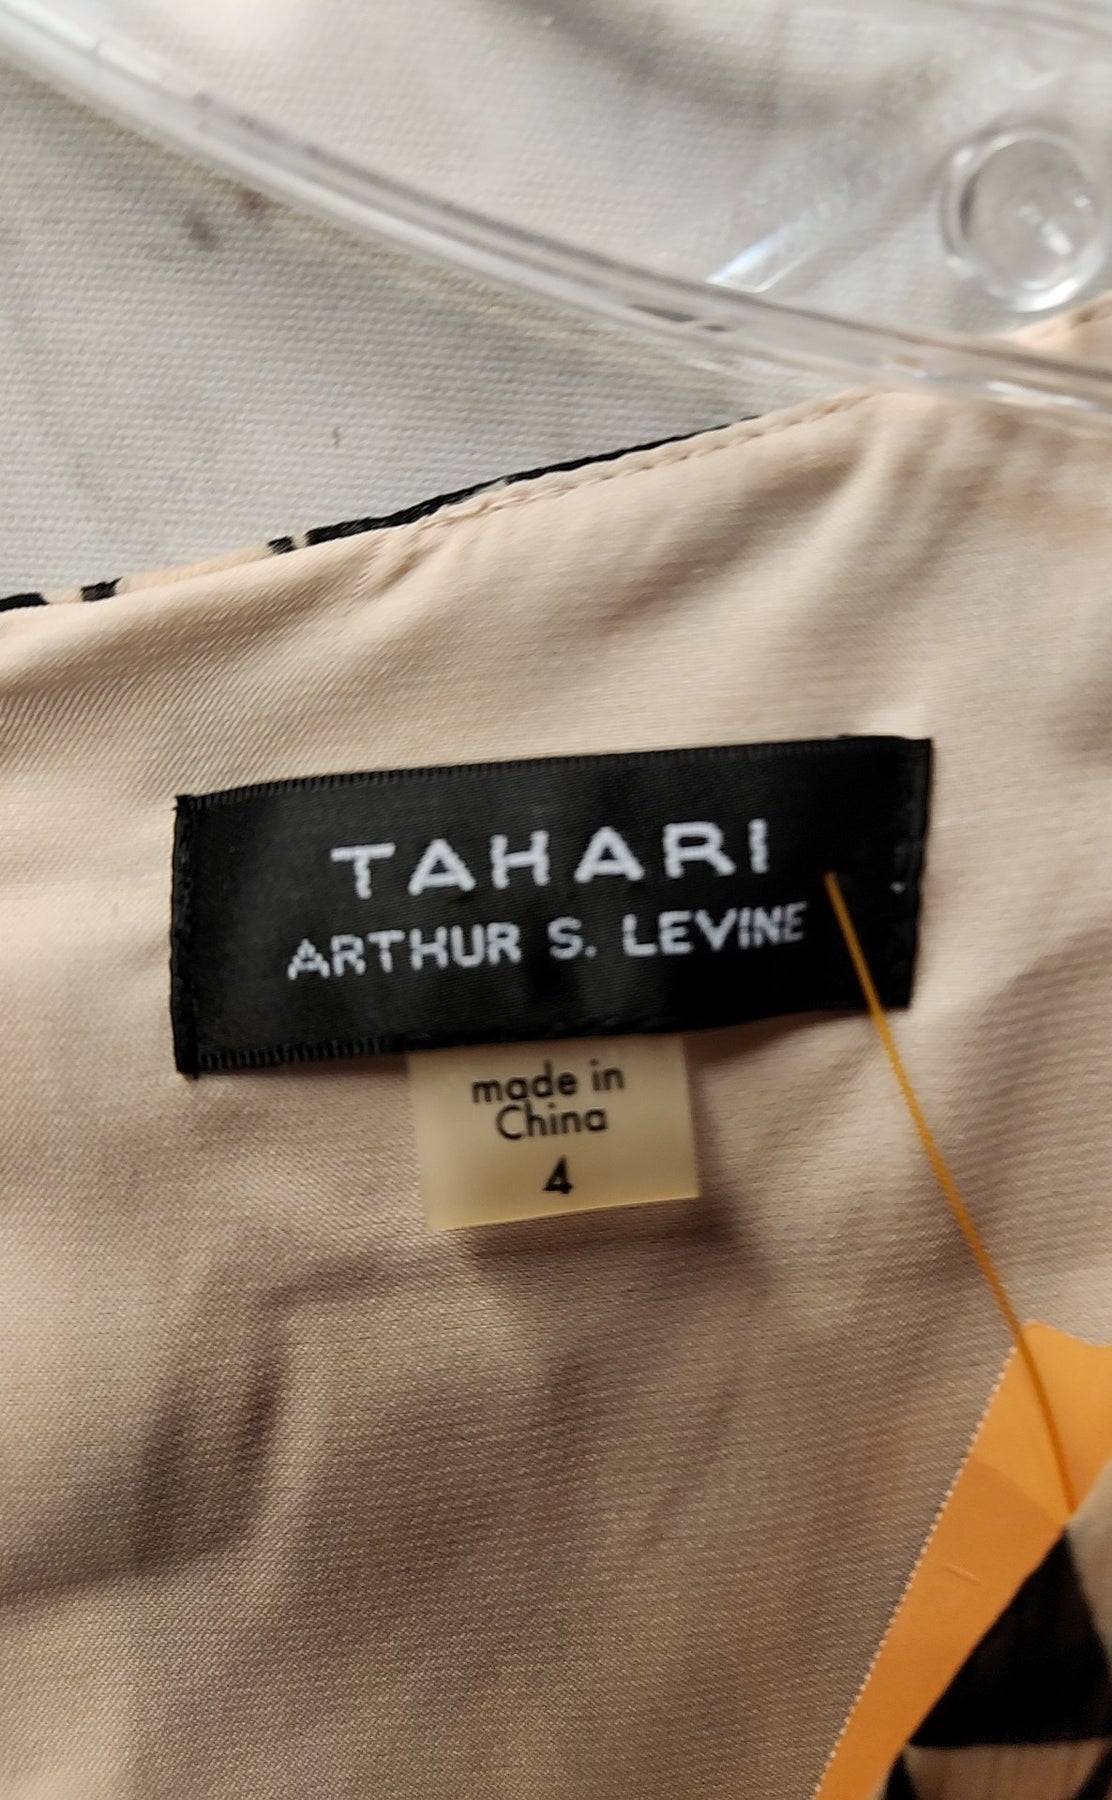 TAHARI
ARTHUR S. LEVINE
made in
China
4